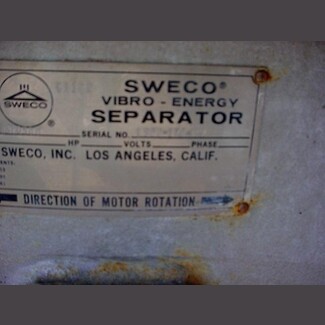 SWECO®
VIBRO - ENERGY
SEPARATOR
SWECO
®
SERIAL NO.
HP VOLTS PHASE
SWECO, INC. LOS ANGELES, CALIF.
DIRECTION OF MOTOR ROTATION